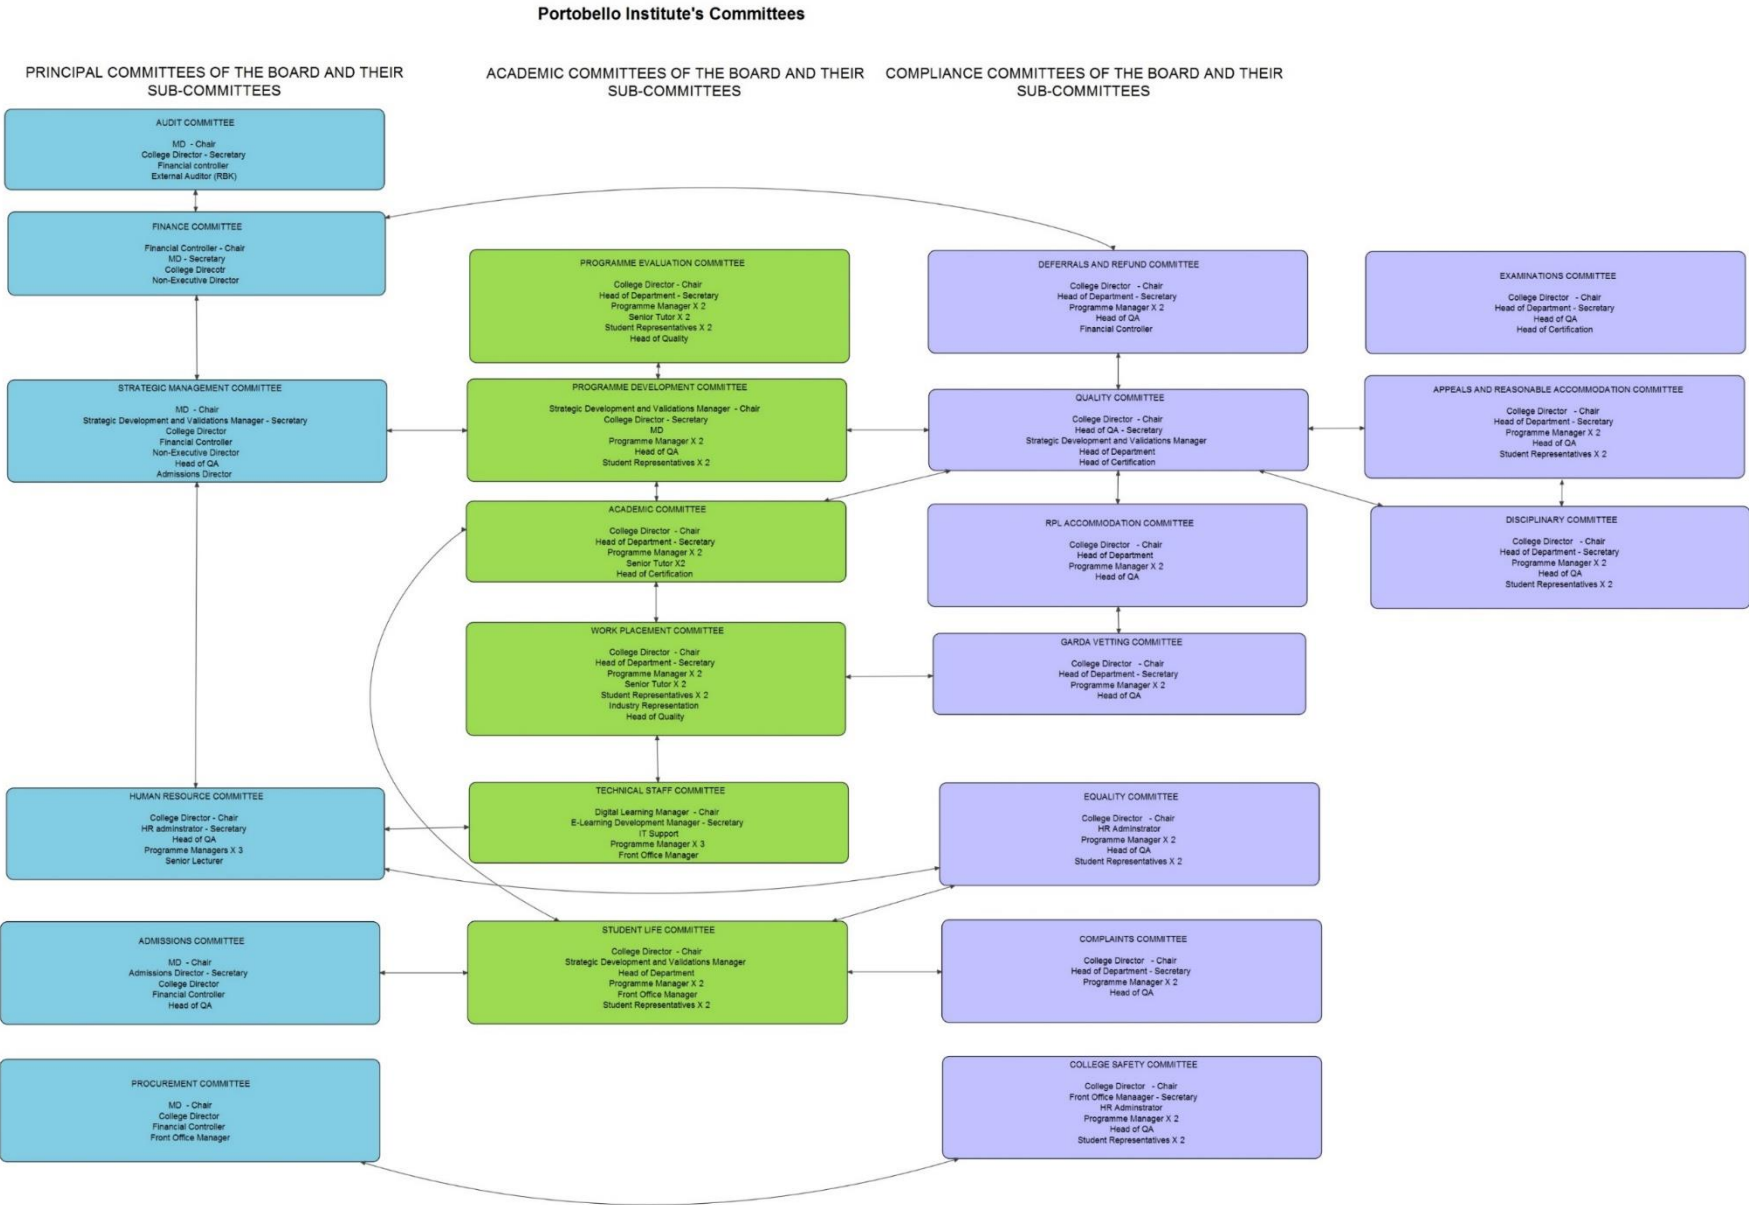 Portobello Institute's Committees
PRINCIPAL COMMITTEES OF THE BOARD AND THEIR
SUB-COMMITTEES
AUDIT COMMITTEE
MD - Chair
College Director - Secretary
Financial controller
External Auditor (RBK)
FINANCE COMMITTEE
Financial Controller - Chair
MD - Secretary
College Direcotr
Non-Executive Director
STRATEGIC MANAGEMENT COMMITTEE
MD - Chair
Strategic Development and Validations Manager - Secretary
College Director
Financial Controller
Non-Executive Director
Head of QA
Admissions Director
HUMAN RESOURCE COMMITTEE
College Director - Chair
HR adminstrator - Secretary
Head of QA
Programme Managers X 3
Senior Lecturer
ADMISSIONS COMMITTEE
MD - Chair
Admissions Director - Secretary
College Director
Financial Controller
Head of QA
PROCUREMENT COMMITTEE
MD - Chair
College Director
Financial Controller
Front Office Manager
ACADEMIC COMMITTEES OF THE BOARD AND THEIR
SUB-COMMITTEES
PROGRAMME EVALUATION COMMITTEE
College Director - Chair
Head of Department - Secretary
Programme Manager X 2
Senior Tutor X 2
Student Representatives X 2
Head of Quality
PROGRAMME DEVELOPMENT COMMITTEE
Strategic Development and Validations Manager - Chair
College Director - Secretary
MD
Programme Manager X 2
Head of QA
Student Representatives X 2
ACADEMIC COMMITTEE
College Director - Chair
Head of Department - Secretary
Programme Manager X 2
Senior Tutor X2
Head of Certification
WORK PLACEMENT COMMITTEE
College Director - Chair
Head of Department - Secretary
Programme Manager X 2
Senior Tutor X 2
Student Representatives X 2
Industry Representation
Head of Quality
TECHNICAL STAFF COMMITTEE
Digital Learning Manager - Chair
E-Learning Development Manager - Secretary
IT Support
Programme Manager X 3
Front Office Manager
STUDENT LIFE COMMITTEE
College Director - Chair
Strategic Development and Validations Manager
Head of Department
Programme Manager X 2
Front Office Manager
Student Representatives X 2
COMPLIANCE COMMITTEES OF THE BOARD AND THEIR
SUB-COMMITTEES
DEFERRALS AND REFUND COMMITTEE
College Director - Chair
Head of Department - Secretary
Programme Manager X 2
Head of QA
Financial Controller
QUALITY COMMITTEE
College Director - Chair
Head of QA - Secretary
Strategic Development and Validations Manager
Head of Department
Head of Certification
RPL ACCOMMODATION COMMITTEE
College Director - Chair
Head of Department
Programme Manager X 2
Head of QA
GARDA VETTING COMMITTEE
College Director - Chair
Head of Department - Secretary
Programme Manager X 2
Head of QA
EQUALITY COMMITTEE
College Director - Chair
HR Adminstrator
Programme Manager X 2
Head of QA
Student Representatives X 2
COMPLAINTS COMMITTEE
College Director - Chair
Head of Department - Secretary
Programme Manager X 2
Head of QA
COLLEGE SAFETY COMMITTEE
College Director - Chair
Front Office Manaager - Secretary
HR Adminstrator
Programme Manager X 2
Head of QA
Student Representatives X 2
EXAMINATIONS COMMITTEE
College Director - Chair
Head of Department - Secretary
Head of QA
Head of Certification
APPEALS AND REASONABLE ACCOMMODATION COMMITTEE
College Director - Chair
Head of Department - Secretary
Programme Manager X 2
Head of QA
Student Representatives X 2
DISCIPLINARY COMMITTEE
College Director - Chair
Head of Department - Secretary
Programme Manager X 2
Head of QA
Student Representatives X 2